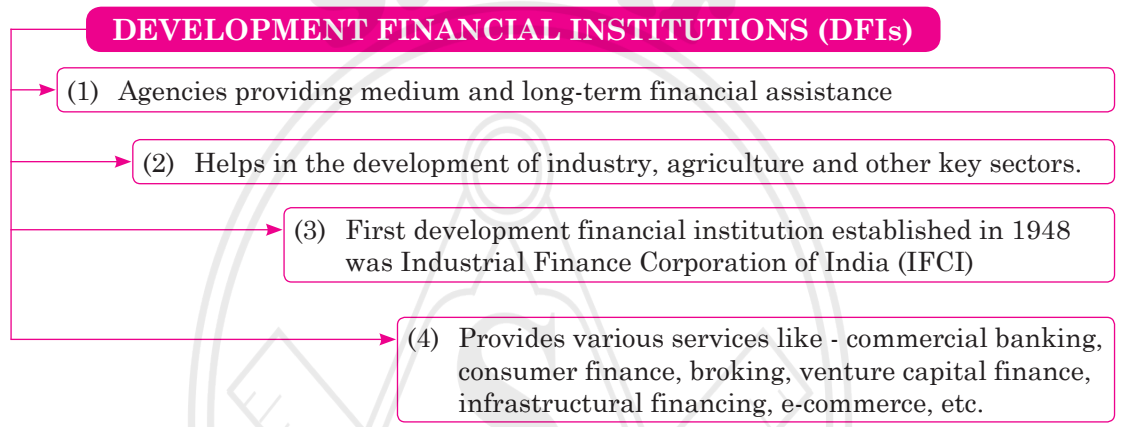 DEVELOPMENT FINANCIAL INSTITUTIONS (DFIs)
(1) Agencies providing medium and long-term financial assistance
(2) Helps in the development of industry, agriculture and other key sectors.
(3) First development financial institution established in 1948
was Industrial Finance Corporation of India (IFCI)
(4) Provides various services like - commercial banking,
consumer finance, broking, venture capital finance,
infrastructural financing, e-commerce, etc.